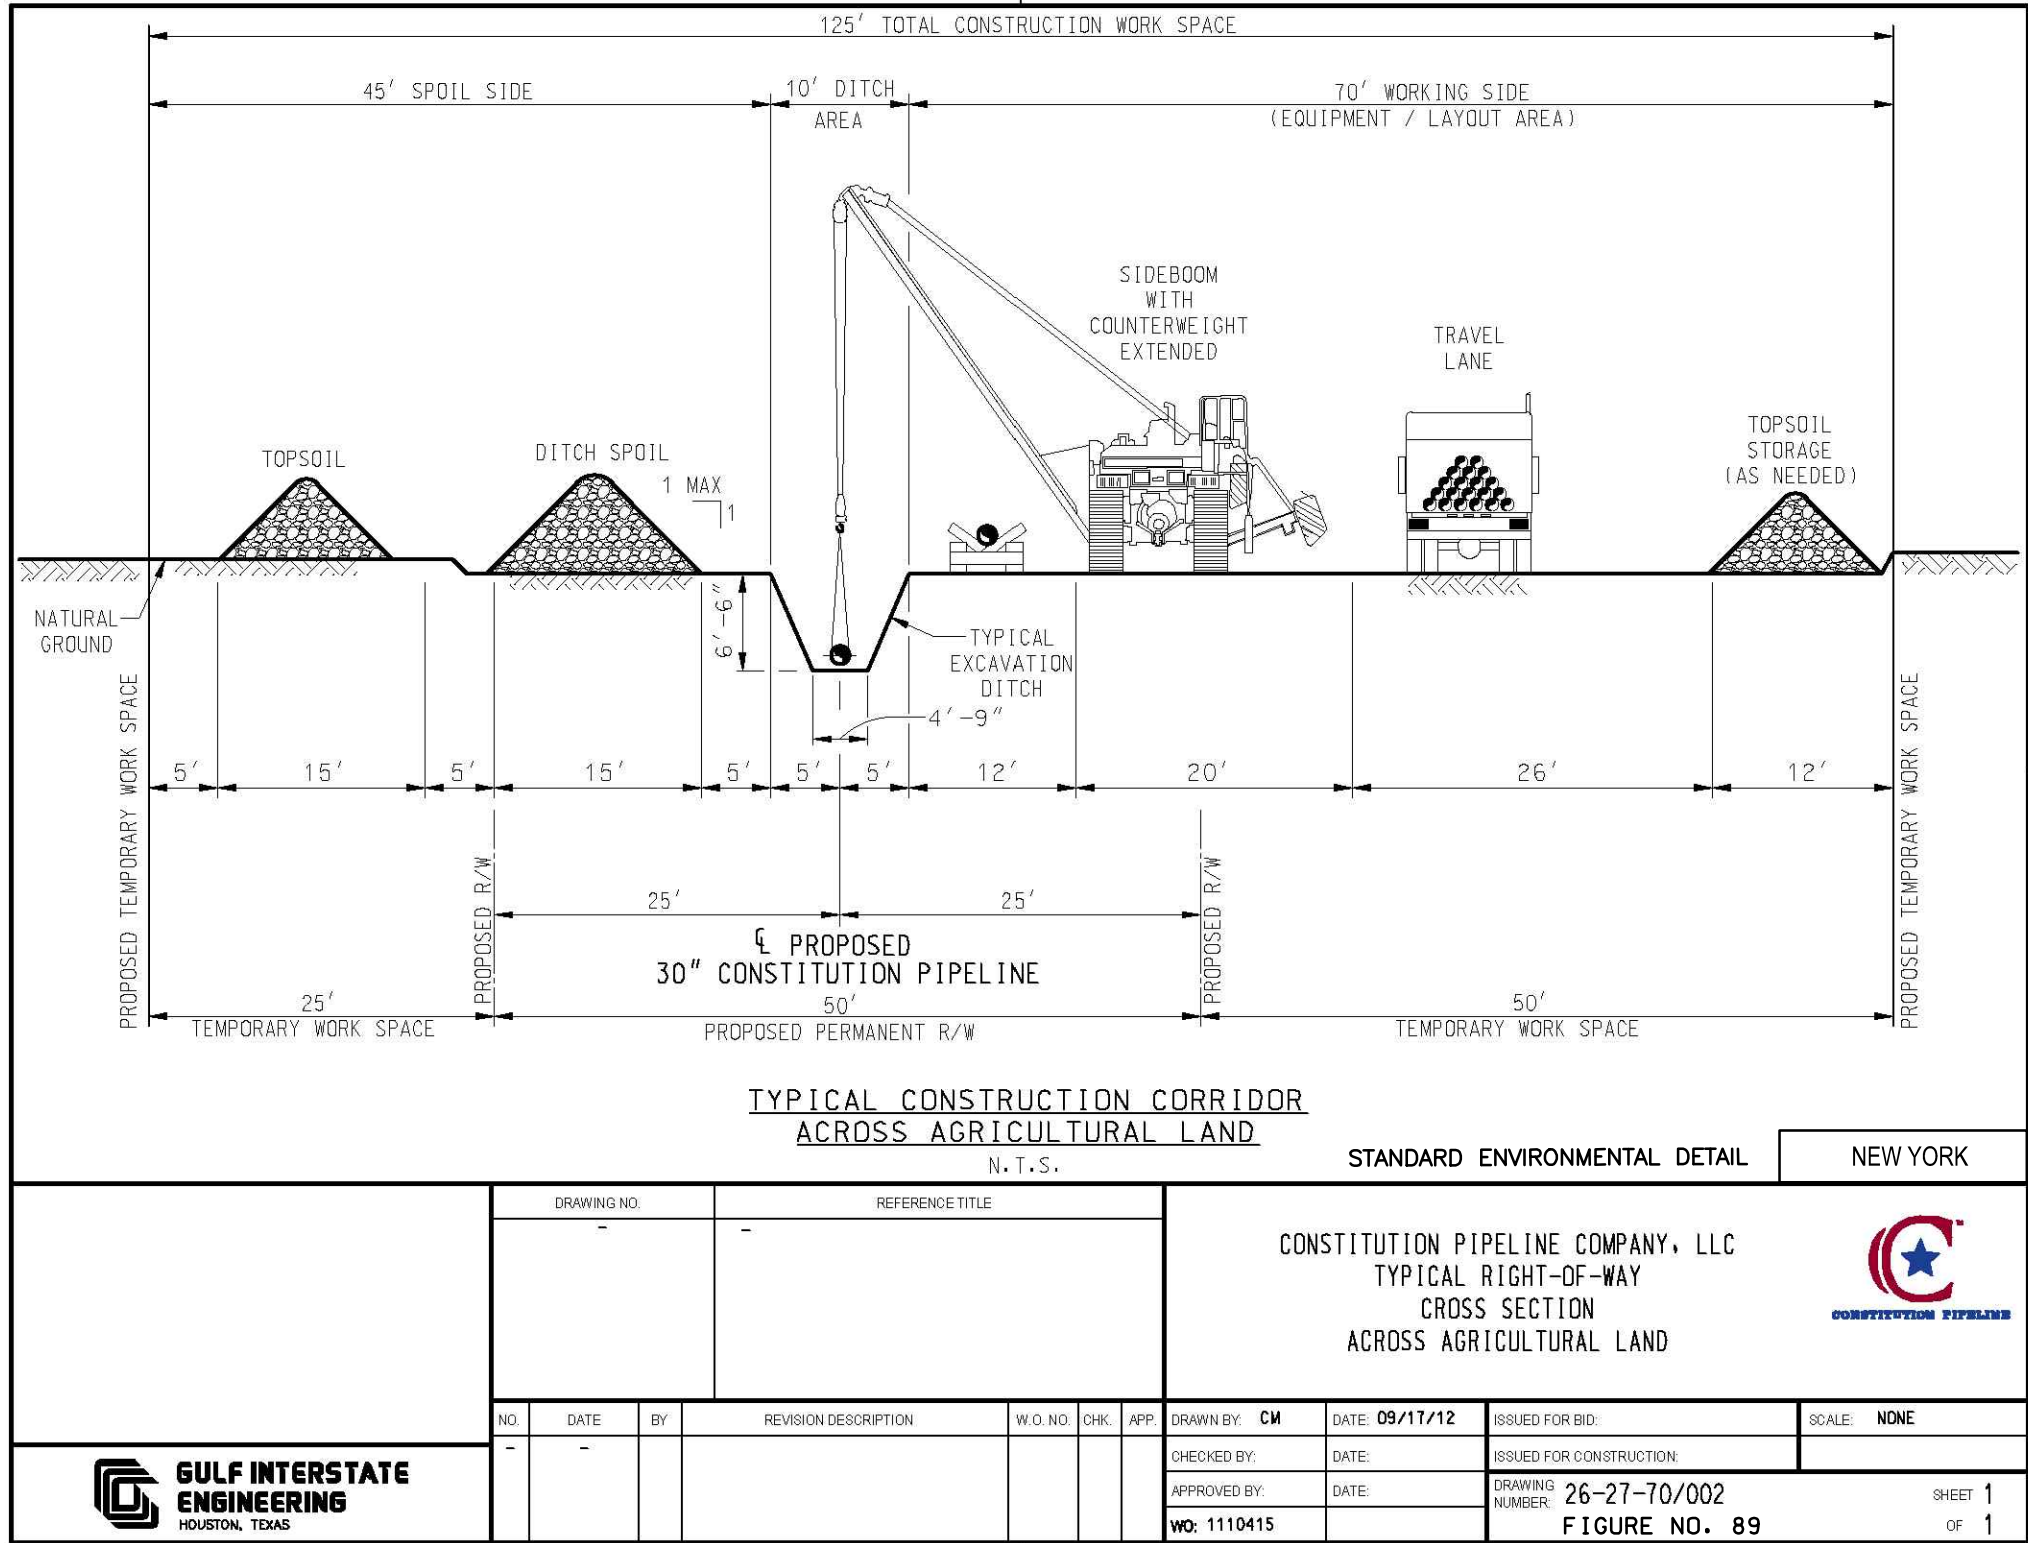 125' TOTAL CONSTRUCTION WORK SPACE
45' SPOIL SIDE
10' DITCH
AREA
70' WORKING SIDE
(EQUIPMENT / LAYOUT AREA)
SIDEBOOM
WITH
COUNTERWEIGHT
EXTENDED
TRAVEL
LANE
TOPSOIL
STORAGE
(AS NEEDED)
TOPSOIL
DITCH SPOIL
1 MAX
1
NATURAL
GROUND
6'-6"
TYPICAL
EXCAVATION
DITCH
4'-9"
PROPOSED TEMPORARY WORK SPACE
5'
15'
5'
15'
5'
5'
5'
12'
20'
26'
12'
PROPOSED TEMPORARY WORK SPACE
PROPOSED R/W
25'
25'
PROPOSED R/W
℄ PROPOSED
30" CONSTITUTION PIPELINE
25'
TEMPORARY WORK SPACE
50'
PROPOSED PERMANENT R/W
50'
TEMPORARY WORK SPACE
TYPICAL CONSTRUCTION CORRIDOR
ACROSS AGRICULTURAL LAND
N.T.S.
STANDARD ENVIRONMENTAL DETAIL
NEW YORK
DRAWING NO.
REFERENCE TITLE
-
-
CONSTITUTION PIPELINE COMPANY, LLC
TYPICAL RIGHT-OF-WAY
CROSS SECTION
ACROSS AGRICULTURAL LAND
C™
CONSTITUTION PIPELINE
NO.
DATE
BY
REVISION DESCRIPTION
W.O. NO.
CHK.
APP.
-
-
DRAWN BY: CM
DATE: 09/17/12
ISSUED FOR BID:
SCALE: NONE
CHECKED BY:
DATE:
ISSUED FOR CONSTRUCTION:
APPROVED BY:
DATE:
DRAWING
NUMBER: 26-27-70/002
SHEET 1
WO: 1110415
FIGURE NO. 89
OF 1
GULF INTERSTATE
ENGINEERING
HOUSTON, TEXAS